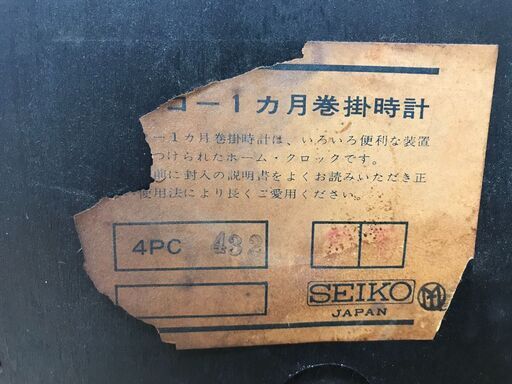 コー1カ月巻掛時計
ー1カ月巻掛時計は、いろいろ便利な装置
つけられたホーム・クロックです。
前に封入の説明書をよくお読みいただき正
使用法により長くご愛用ください。
4PC 432
SEIKO
JAPAN